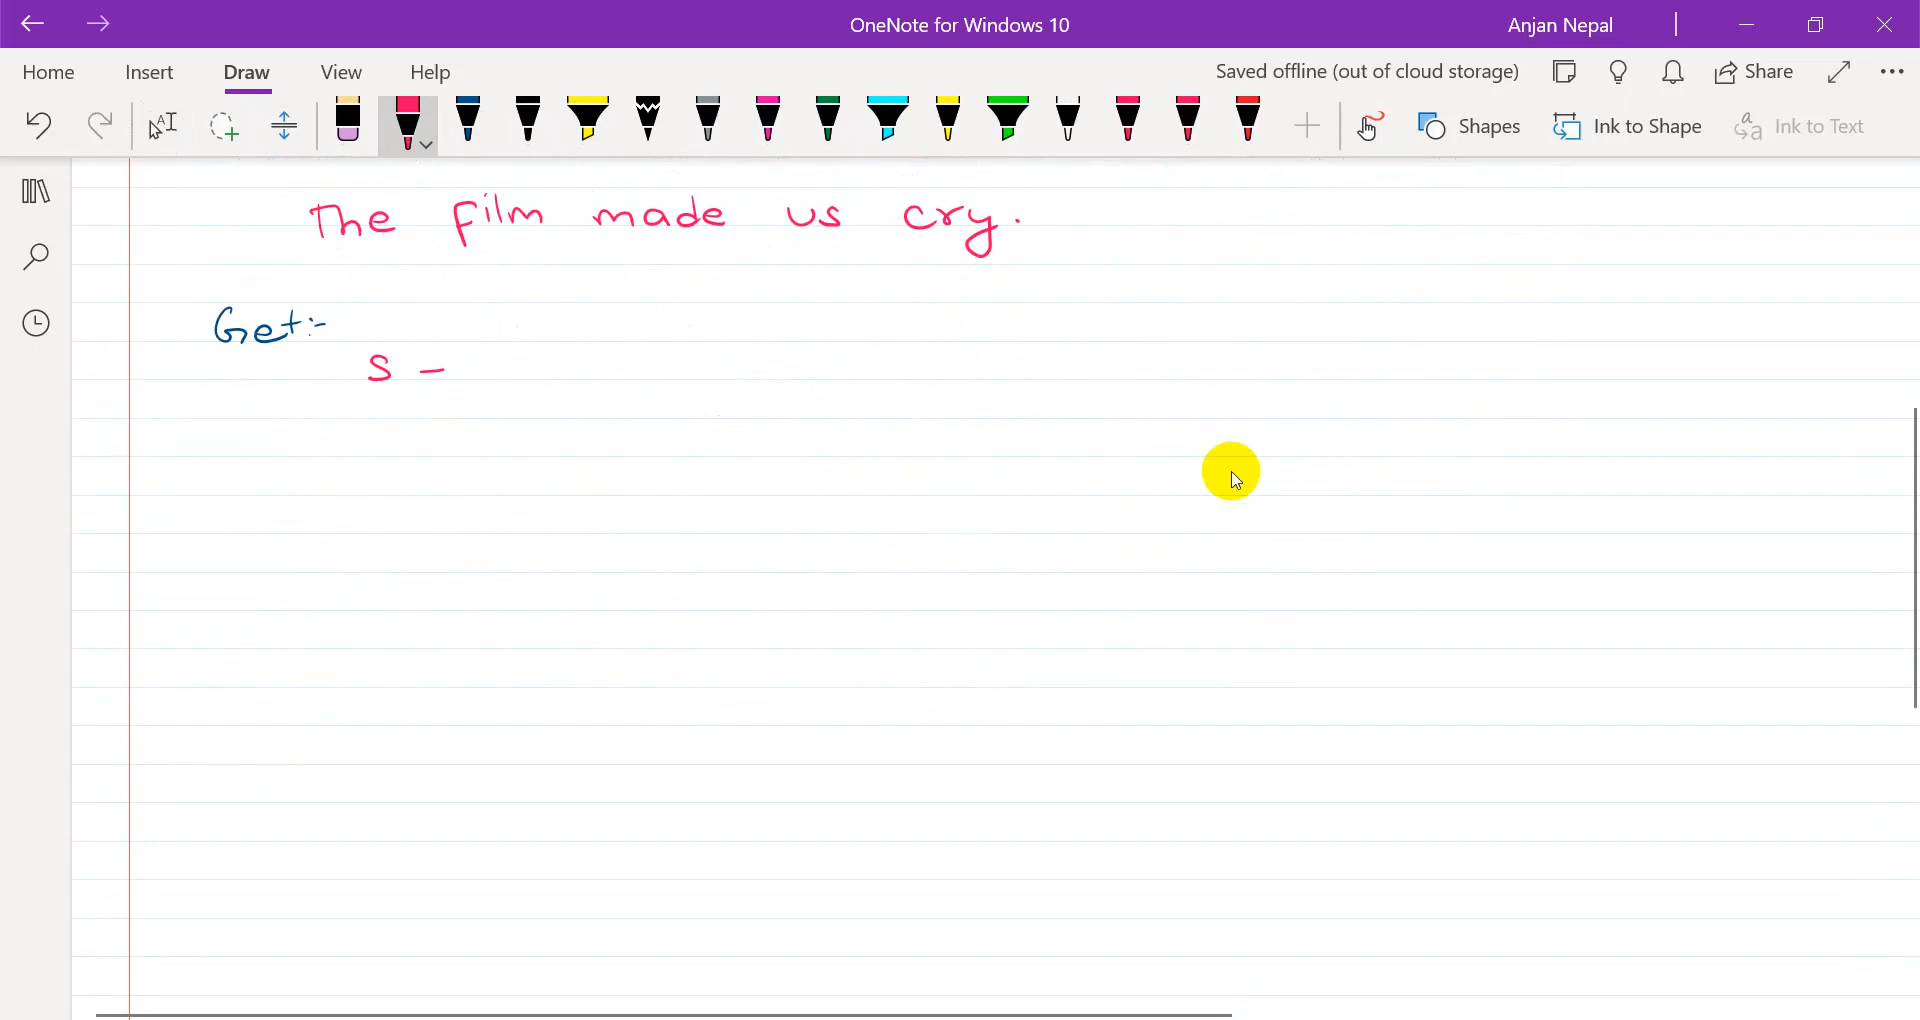 OneNote for Windows 10
Anjan Nepal
Home Insert Draw View Help
Saved offline (out of cloud storage)
Share
Shapes
Ink to Shape
Ink to Text
The film made us cry.
Get:-
S -